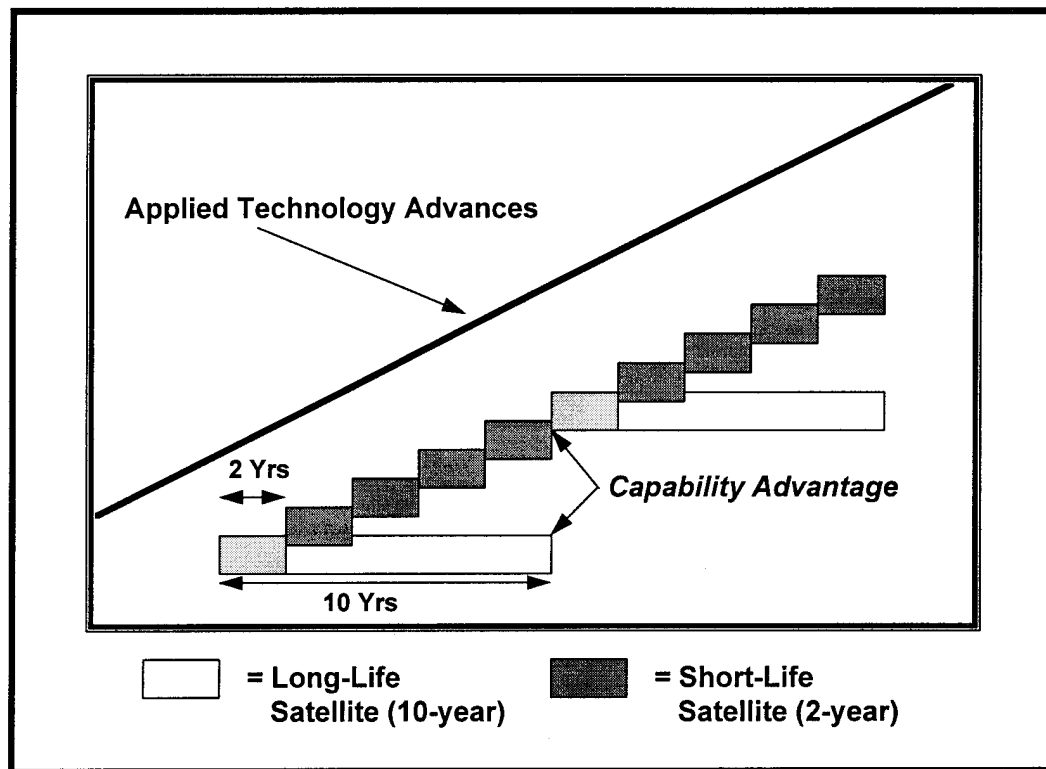 Applied Technology Advances
2 Yrs
Capability Advantage
10 Yrs
= Long-Life
Satellite (10-year)
= Short-Life
Satellite (2-year)